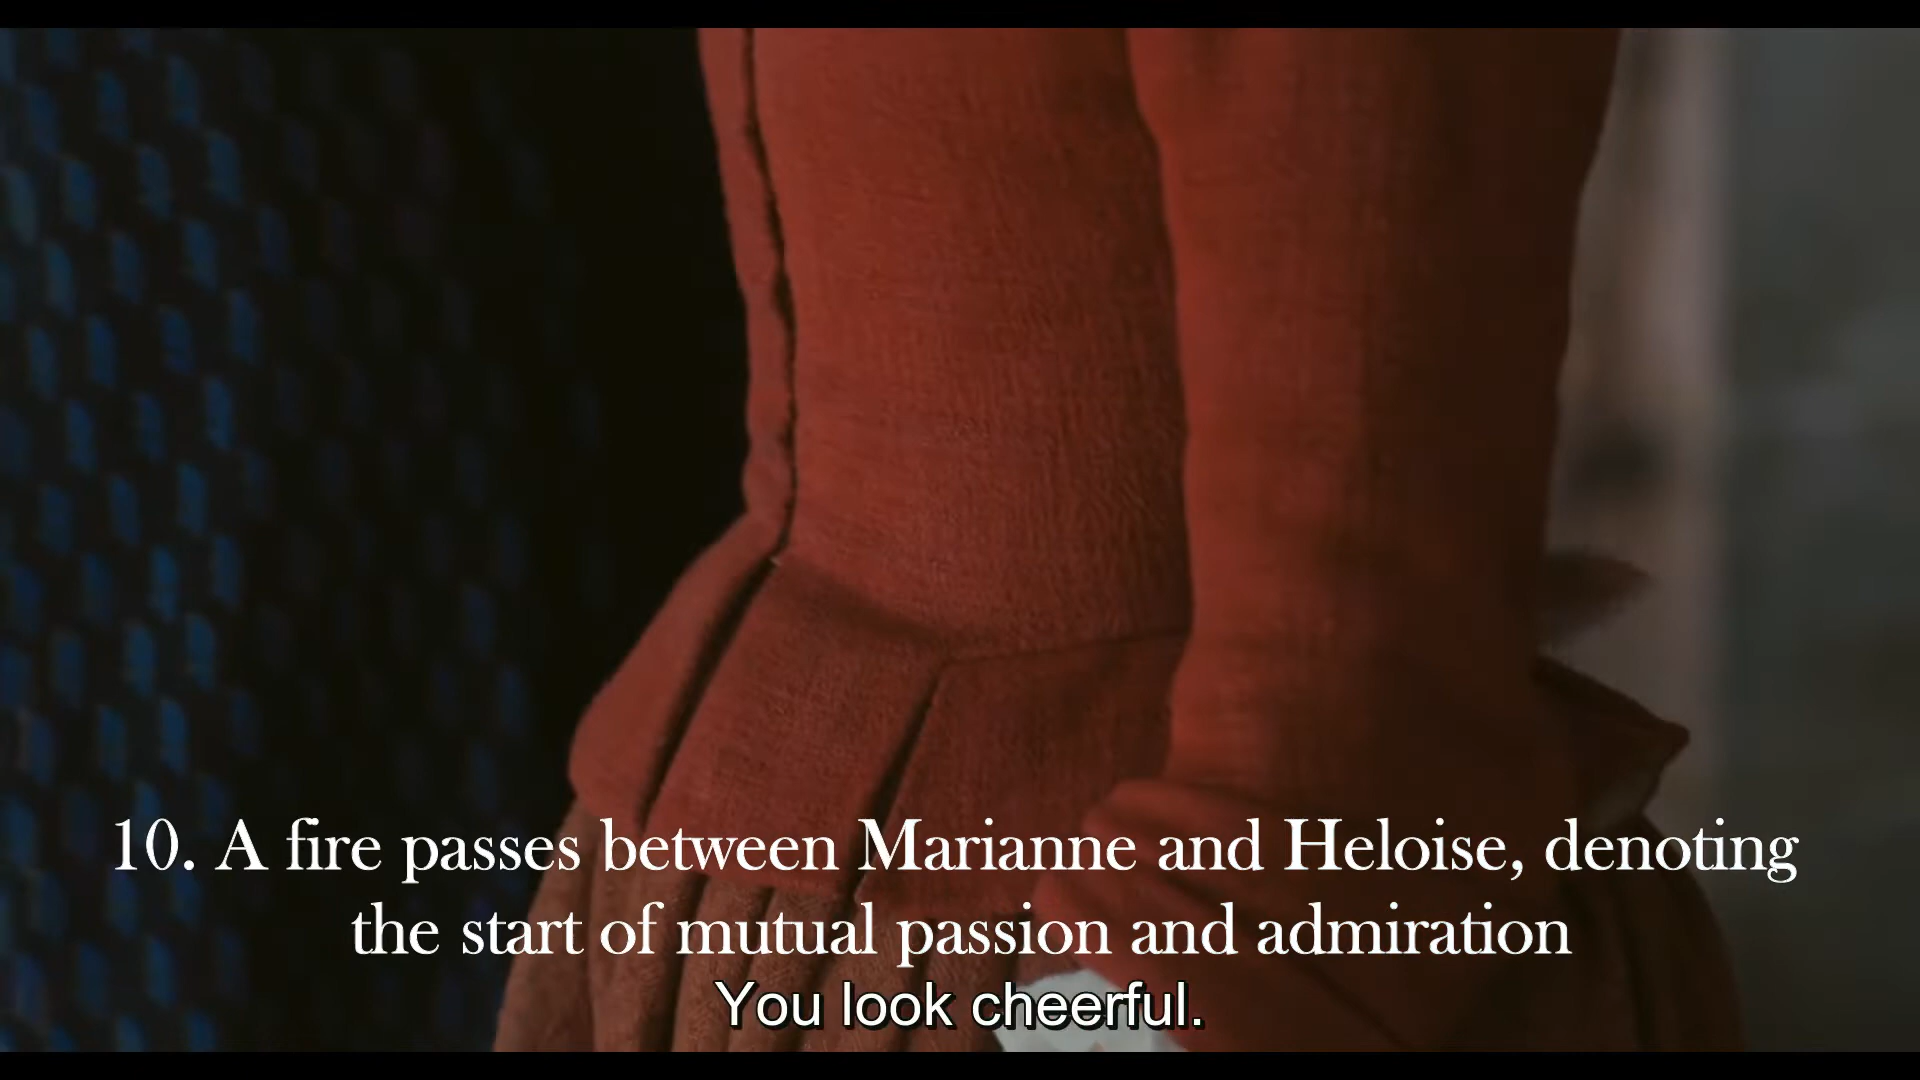 10. A fire passes between Marianne and Heloise, denoting
the start of mutual passion and admiration
You look cheerful.